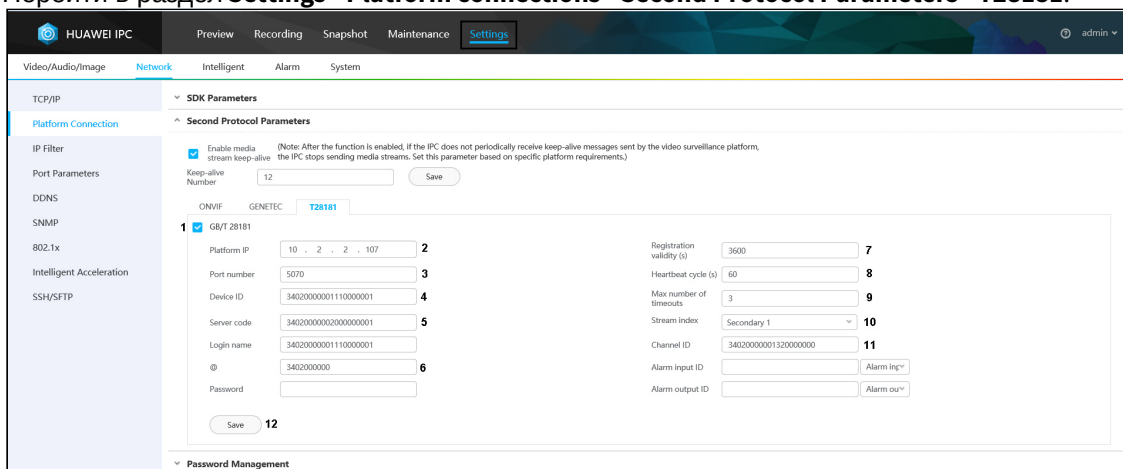 Перейти в раздел Settings - Platform connections - Second Protocol Parameters - T28181.
HUAWEI IPC Preview Recording Snapshot Maintenance Settings admin
Video/Audio/Image Network Intelligent Alarm System
TCP/IP
Platform Connection
IP Filter
Port Parameters
DDNS
SNMP
802.1x
Intelligent Acceleration
SSH/SFTP
SDK Parameters
Second Protocol Parameters
Enable media stream keep-alive
(Note: After the function is enabled, if the IPC does not periodically receive keep-alive messages sent by the video surveillance platform,
the IPC stops sending media streams. Set this parameter based on specific platform requirements.)
Keep-alive Number 12 Save
ONVIF GENETEC T28181
1 GB/T 28181
Platform IP 10 . 2 . 2 . 107 2
Port number 5070 3
Device ID 34020000001110000001 4
Server code 34020000002000000001 5
Login name 34020000001110000001
@ 3402000000 6
Password
Registration validity (s) 3600 7
Heartbeat cycle (s) 60 8
Max number of timeouts 3 9
Stream index Secondary 1 10
Channel ID 34020000001320000000 11
Alarm input ID Alarm inp
Alarm output ID Alarm ou
Save 12
Password Management